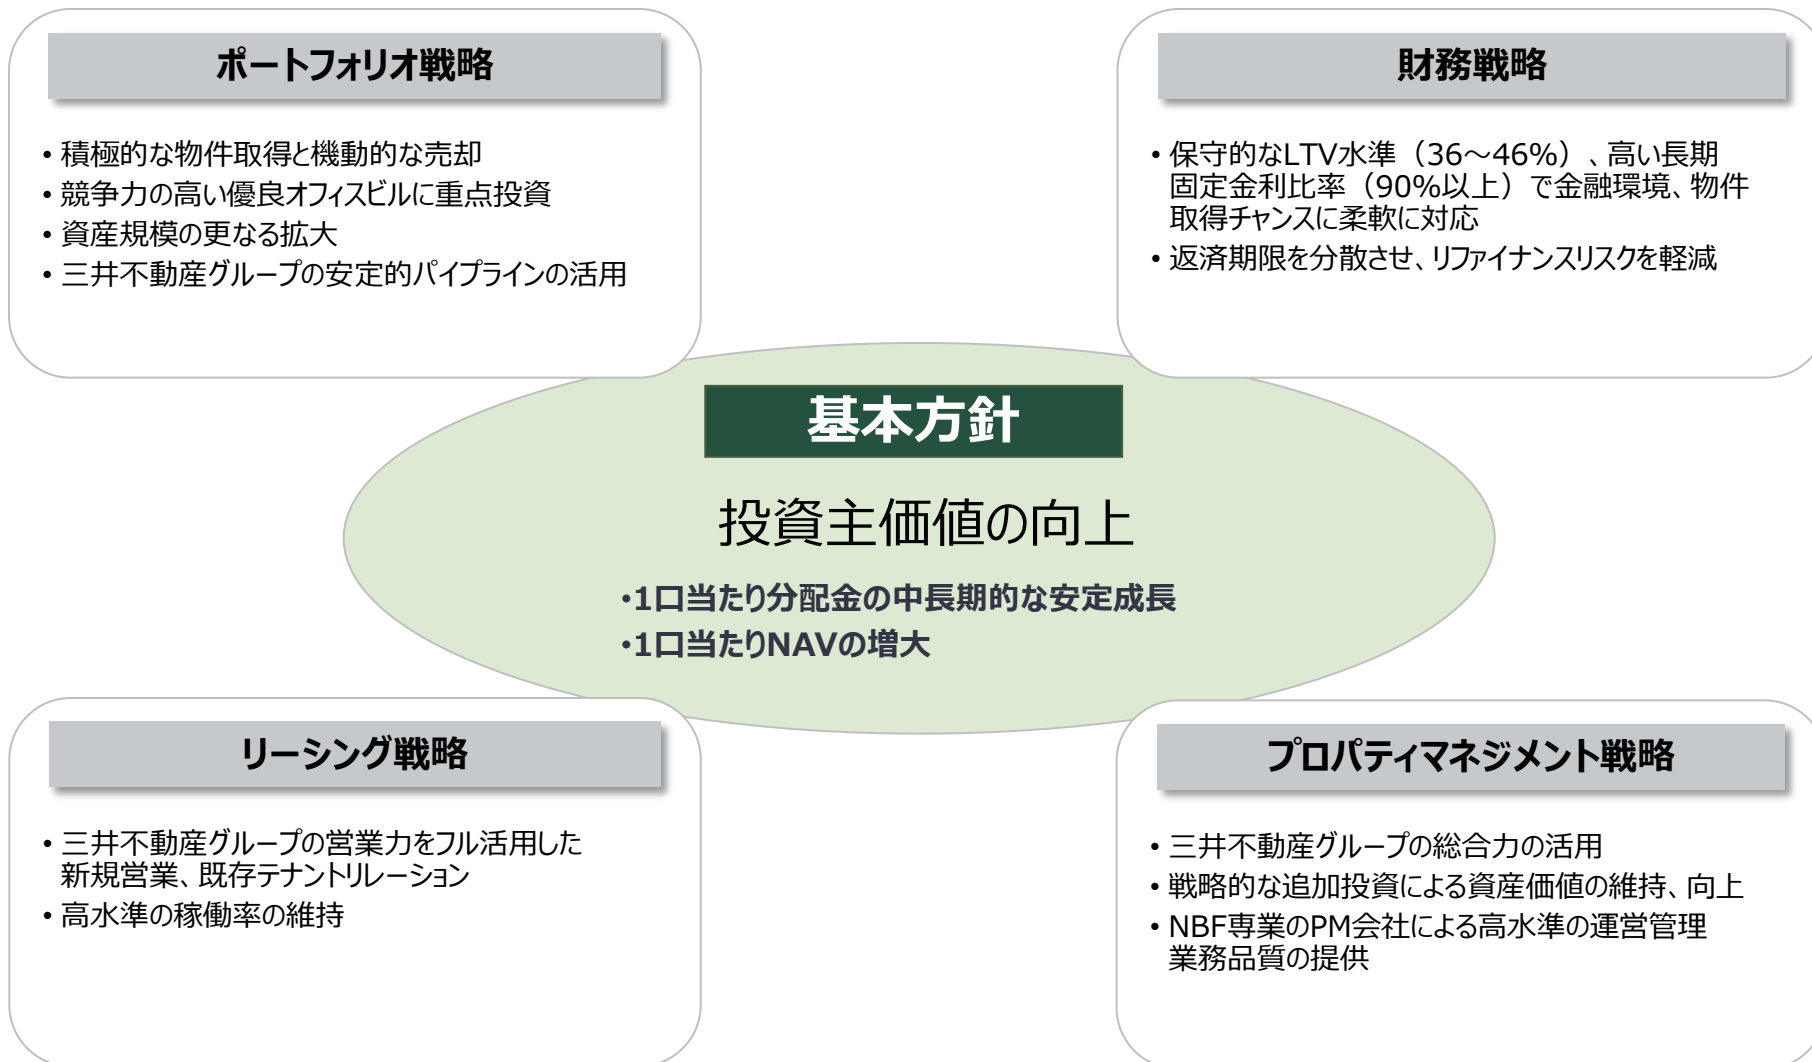 ポートフォリオ戦略
• 積極的な物件取得と機動的な売却
• 競争力の高い優良オフィスビルに重点投資
• 資産規模の更なる拡大
• 三井不動産グループの安定的パイプラインの活用
財務戦略
• 保守的なLTV水準（36～46%）、高い長期
固定金利比率（90%以上）で金融環境、物件
取得チャンスに柔軟に対応
• 返済期限を分散させ、リファイナンスリスクを軽減
基本方針
投資主価値の向上
•1口当たり分配金の中長期的な安定成長
•1口当たりNAVの増大
リーシング戦略
• 三井不動産グループの営業力をフル活用した
新規営業、既存テナントリレーション
• 高水準の稼働率の維持
プロパティマネジメント戦略
• 三井不動産グループの総合力の活用
• 戦略的な追加投資による資産価値の維持、向上
• NBF専業のPM会社による高水準の運営管理
業務品質の提供